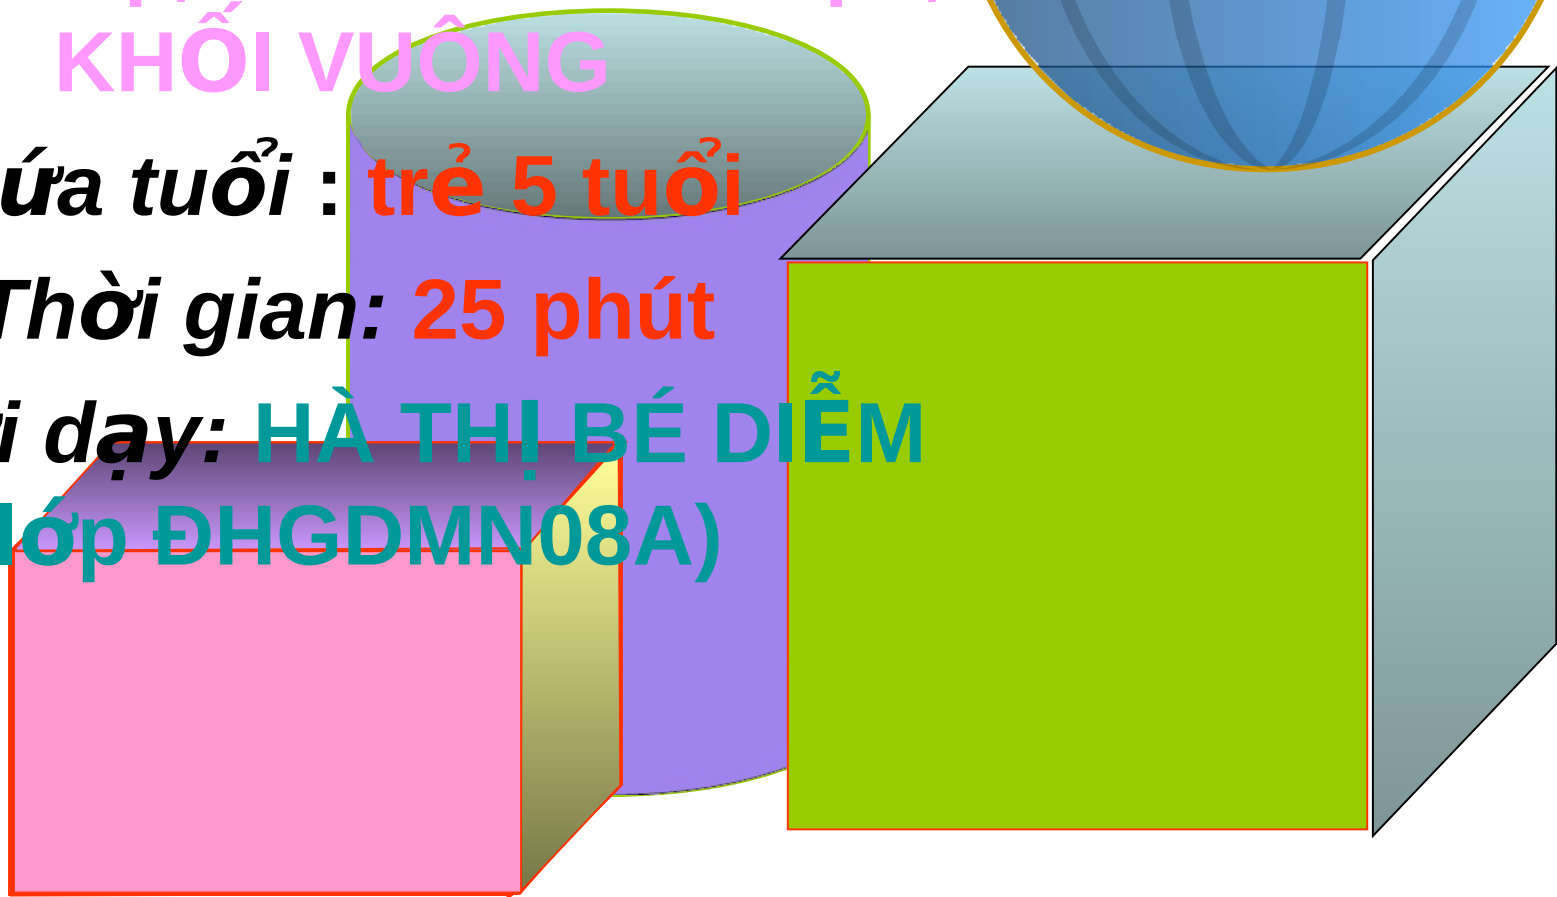 KHỐI VUÔNG
ứa tuổi : trẻ 5 tuổi
Thời gian: 25 phút
i dạy: HÀ THỊ BÉ DIỄM
lớp ĐHGDMN08A)